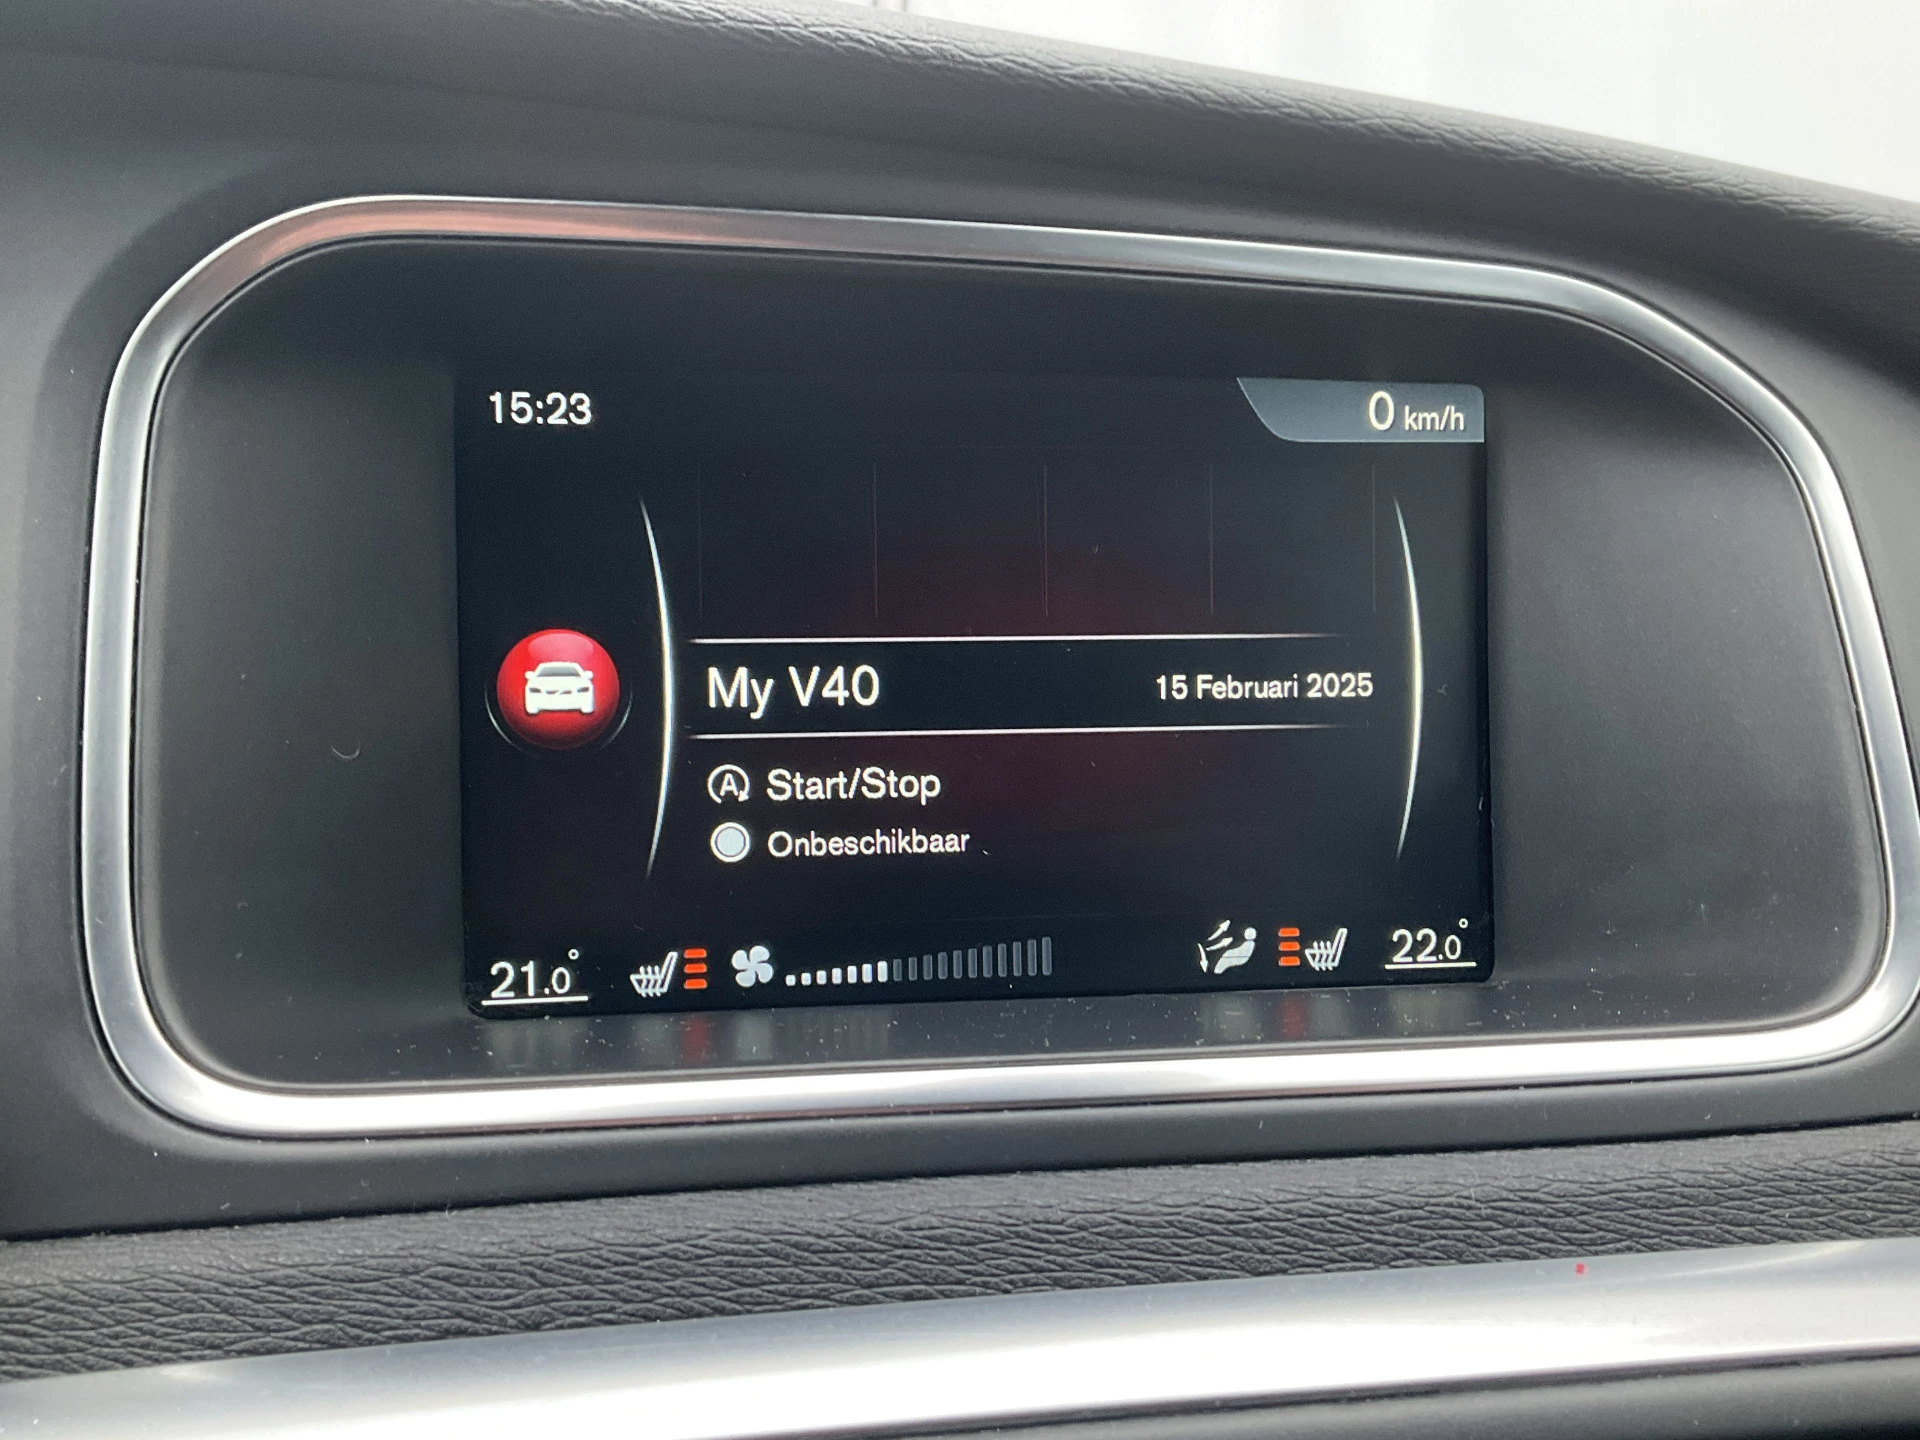 15:23
0 km/h
My V40
15 Februari 2025
A Start/Stop
Onbeschikbaar
21.0°
22.0°